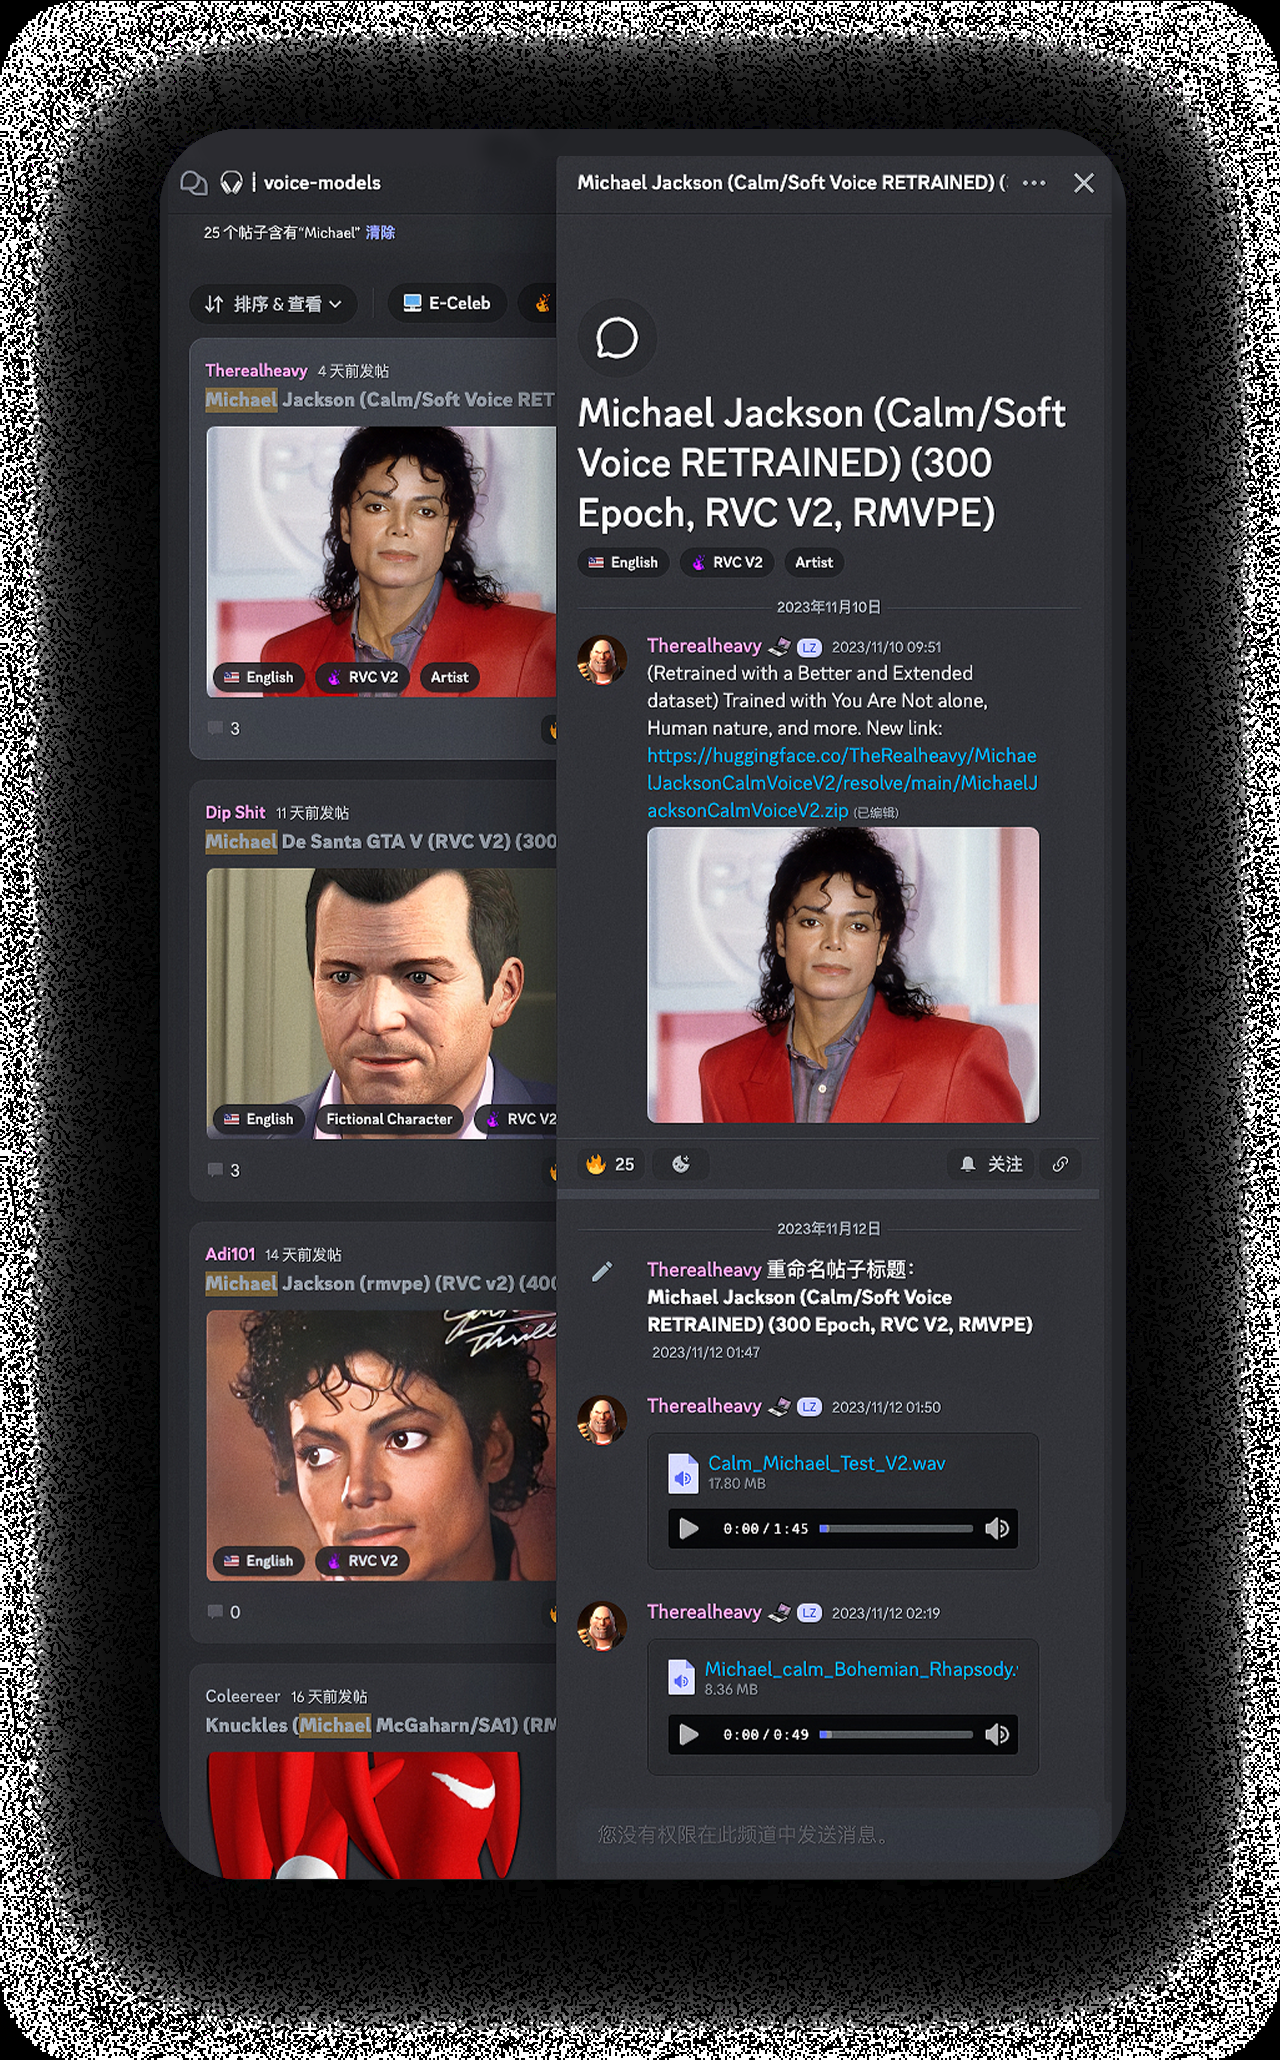 voice-models
25 个帖子含有“Michael” 清除
排序 & 查看
E-Celeb
Therealheavy 4 天前发帖
Michael Jackson (Calm/Soft Voice RET
English RVC V2 Artist
3
Dip Shit 11 天前发帖
Michael De Santa GTA V (RVC V2) (300
English Fictional Character RVC V2
3
Adi101 14 天前发帖
Michael Jackson (rmvpe) (RVC v2) (400
Thrill
English RVC V2
0
Coleereer 16 天前发帖
Knuckles (Michael McGaharn/SA1) (RM
Michael Jackson (Calm/Soft Voice RETRAINED) (
Michael Jackson (Calm/Soft
Voice RETRAINED) (300
Epoch, RVC V2, RMVPE)
English RVC V2 Artist
2023年11月10日
Therealheavy LZ 2023/11/10 09:51
(Retrained with a Better and Extended
dataset) Trained with You Are Not alone,
Human nature, and more. New link:
https://huggingface.co/TheRealheavy/Michae
lJacksonCalmVoiceV2/resolve/main/MichaelJ
acksonCalmVoiceV2.zip (已编辑)
25
关注
2023年11月12日
Therealheavy 重命名帖子标题：
Michael Jackson (Calm/Soft Voice
RETRAINED) (300 Epoch, RVC V2, RMVPE)
2023/11/12 01:47
Therealheavy LZ 2023/11/12 01:50
Calm_Michael_Test_V2.wav
17.80 MB
0:00 / 1:45
Therealheavy LZ 2023/11/12 02:19
Michael_calm_Bohemian_Rhapsody.
8.36 MB
0:00 / 0:49
您没有权限在此频道中发送消息。